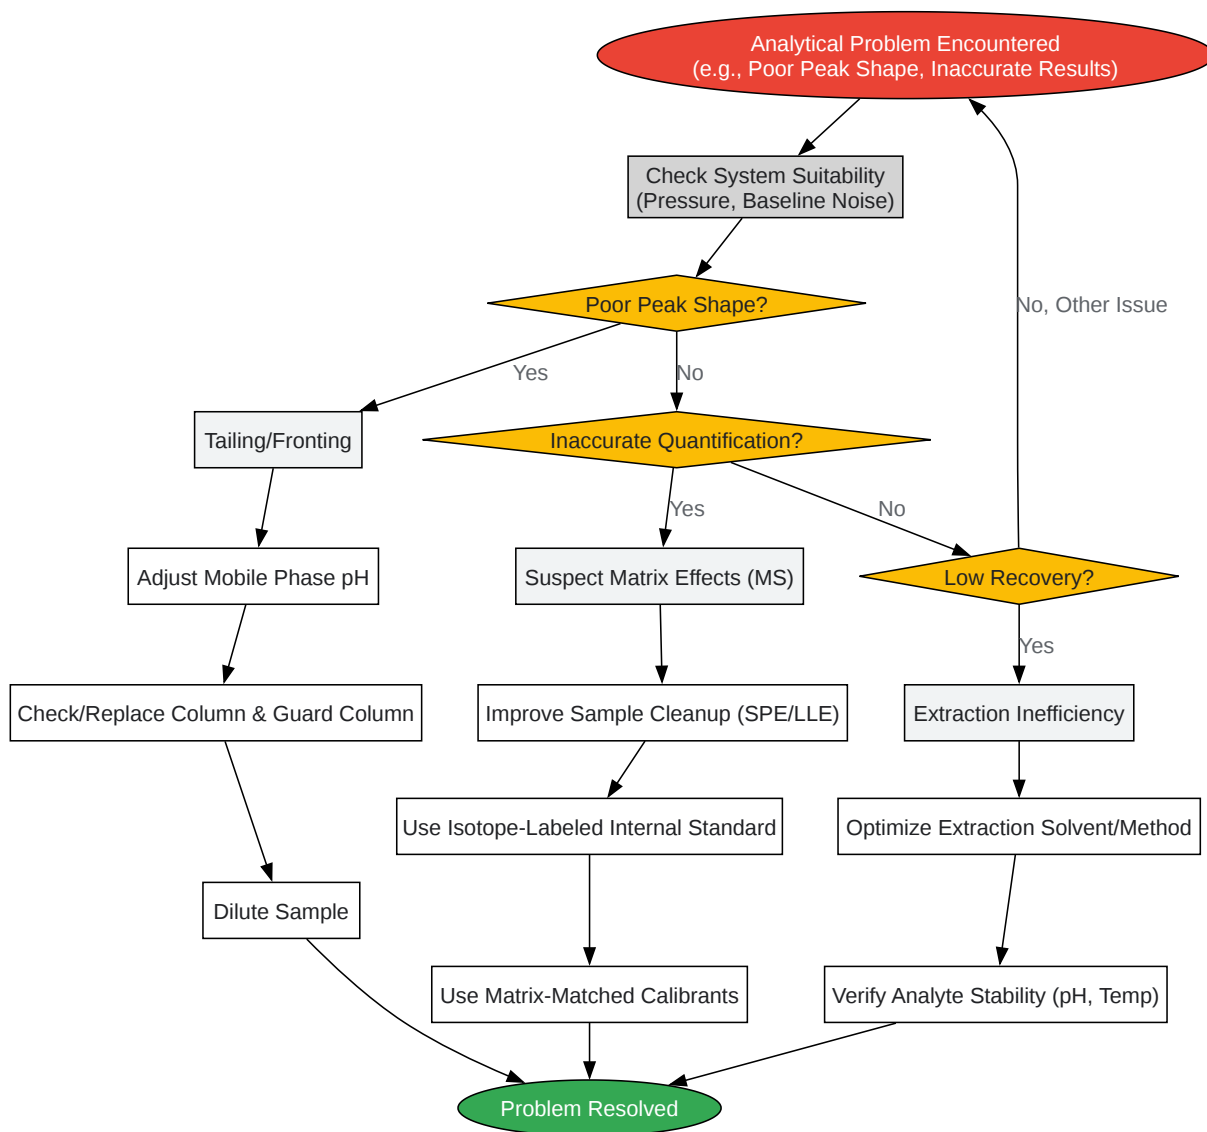 Analytical Problem Encountered
(e.g., Poor Peak Shape, Inaccurate Results)
Check System Suitability
(Pressure, Baseline Noise)
Poor Peak Shape?
No, Other Issue
Yes
No
Tailing/Fronting
Inaccurate Quantification?
Yes
No
Adjust Mobile Phase pH
Suspect Matrix Effects (MS)
Low Recovery?
Yes
Check/Replace Column & Guard Column
Improve Sample Cleanup (SPE/LLE)
Extraction Inefficiency
Use Isotope-Labeled Internal Standard
Optimize Extraction Solvent/Method
Dilute Sample
Use Matrix-Matched Calibrants
Verify Analyte Stability (pH, Temp)
Problem Resolved